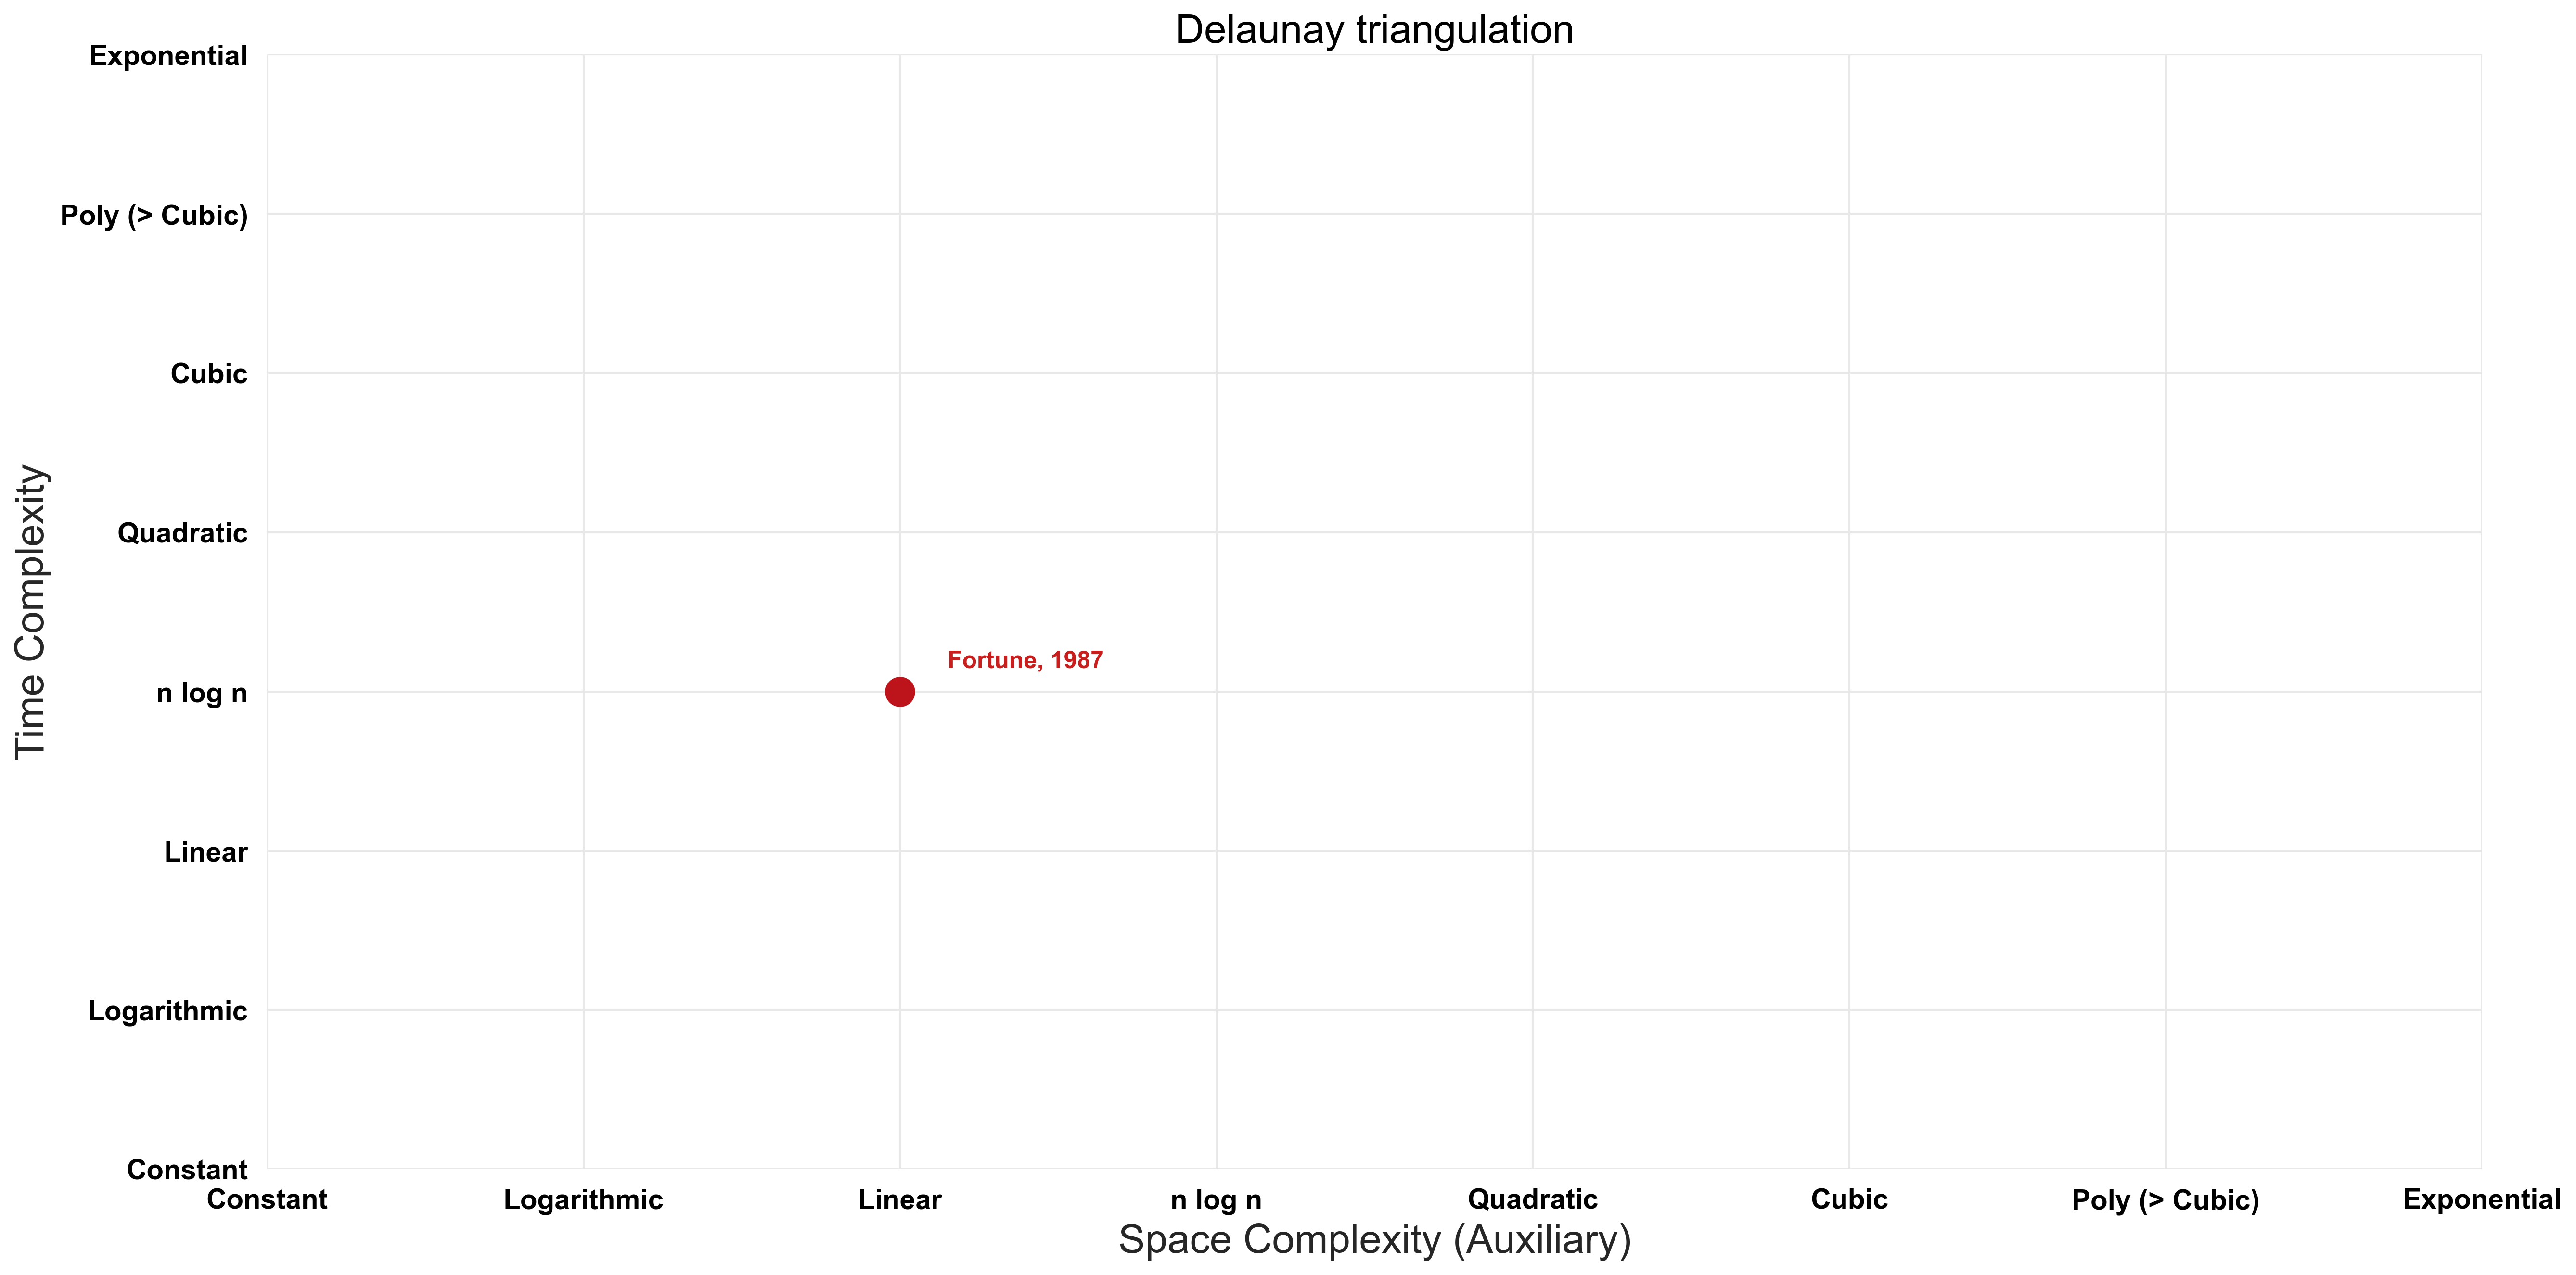 Delaunay triangulation
Exponential
Poly (> Cubic)
Cubic
Quadratic
n log n
Linear
Logarithmic
Constant
Time Complexity
Fortune, 1987
Constant Logarithmic Linear n log n Quadratic Cubic Poly (> Cubic) Exponential
Space Complexity (Auxiliary)